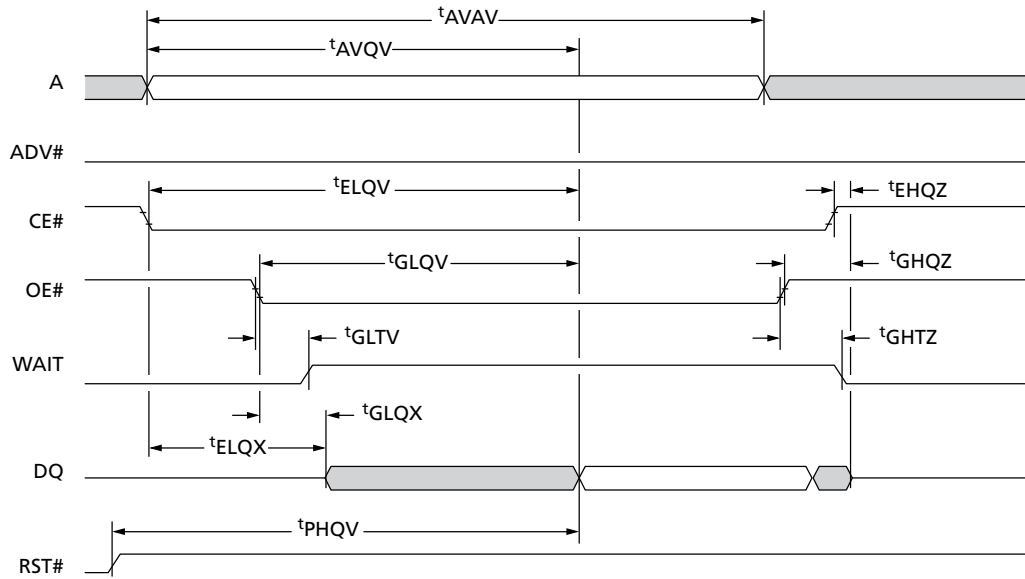 tAVAV
tAVQV
A
ADV#
tELQV
tEHQZ
CE#
tGLQV
tGHQZ
OE#
tGLTV
tGHTZ
WAIT
tGLQX
tELQX
DQ
tPHQV
RST#